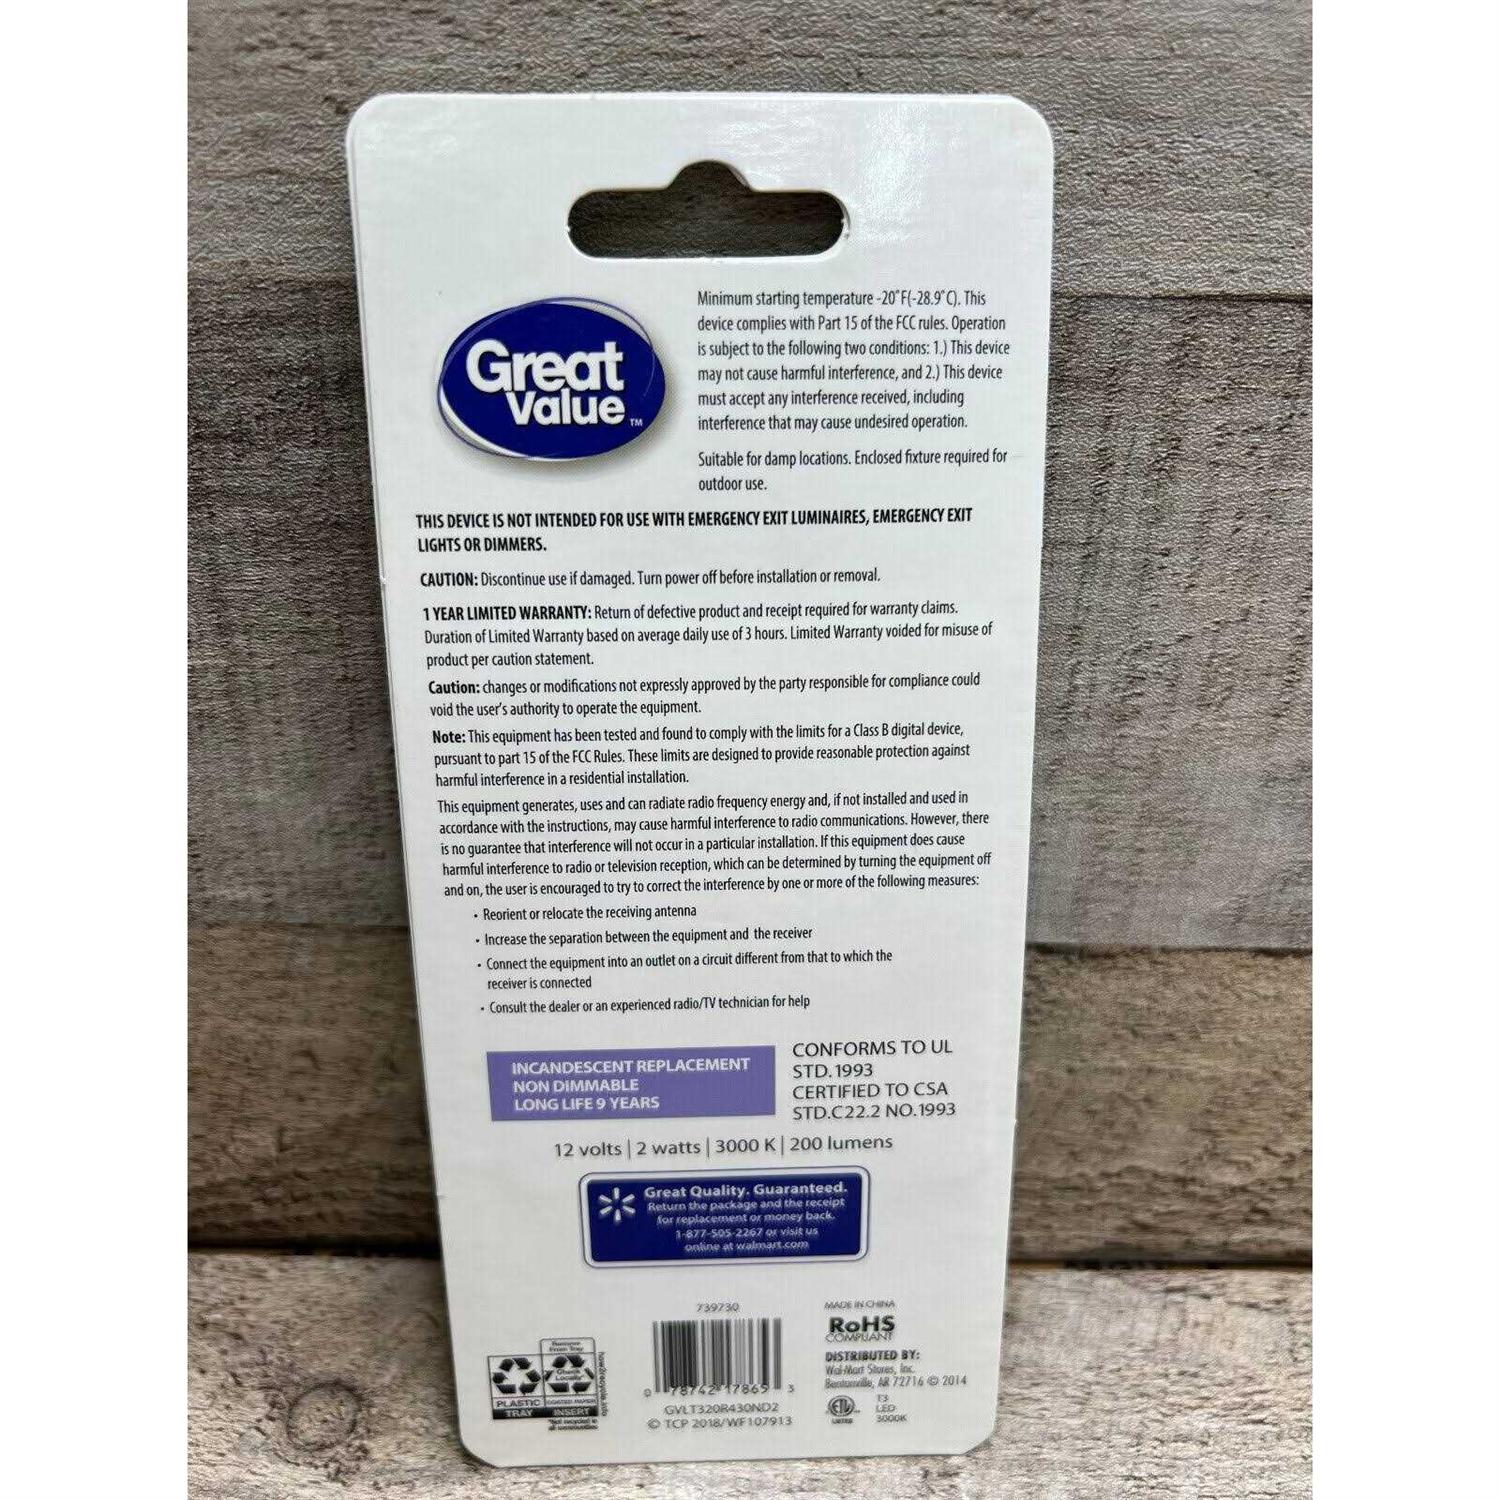 Great
Value TM
Minimum starting temperature -20°F(-28.9°C). This
device complies with Part 15 of the FCC rules. Operation
is subject to the following two conditions: 1.) This device
may not cause harmful interference, and 2.) This device
must accept any interference received, including
interference that may cause undesired operation.
Suitable for damp locations. Enclosed fixture required for
outdoor use.
THIS DEVICE IS NOT INTENDED FOR USE WITH EMERGENCY EXIT LUMINAIRES, EMERGENCY EXIT
LIGHTS OR DIMMERS.
CAUTION: Discontinue use if damaged. Turn power off before installation or removal.
1 YEAR LIMITED WARRANTY: Return of defective product and receipt required for warranty claims.
Duration of Limited Warranty based on average daily use of 3 hours. Limited Warranty voided for misuse of
product per caution statement.
Caution: changes or modifications not expressly approved by the party responsible for compliance could
void the user's authority to operate the equipment.
Note: This equipment has been tested and found to comply with the limits for a Class B digital device,
pursuant to part 15 of the FCC Rules. These limits are designed to provide reasonable protection against
harmful interference in a residential installation.
This equipment generates, uses and can radiate radio frequency energy and, if not installed and used in
accordance with the instructions, may cause harmful interference to radio communications. However, there
is no guarantee that interference will not occur in a particular installation. If this equipment does cause
harmful interference to radio or television reception, which can be determined by turning the equipment off
and on, the user is encouraged to try to correct the interference by one or more of the following measures:
• Reorient or relocate the receiving antenna
• Increase the separation between the equipment and the receiver
• Connect the equipment into an outlet on a circuit different from that to which the
receiver is connected
• Consult the dealer or an experienced radio/TV technician for help
INCANDESCENT REPLACEMENT
NON DIMMABLE
LONG LIFE 9 YEARS
CONFORMS TO UL
STD. 1993
CERTIFIED TO CSA
STD.C22.2 NO.1993
12 volts | 2 watts | 3000 K | 200 lumens
Great Quality. Guaranteed.
Return the package and the receipt
for replacement or money back.
1-877-505-2267 or visit us
online at walmart.com
Remove
From Tray
Check
Locally*
PLASTIC
TRAY
COATED PAPER
INSERT
*Not recycled in
all communities
how2recycle.info
739730
0 78742 17865 3
GVLT320R430ND2
© TCP 2018/WF107913
MADE IN CHINA
RoHS
COMPLIANT
DISTRIBUTED BY:
Wal-Mart Stores, Inc.
Bentonville, AR 72716 © 2014
ETL
LISTED
T3
LED
3000K